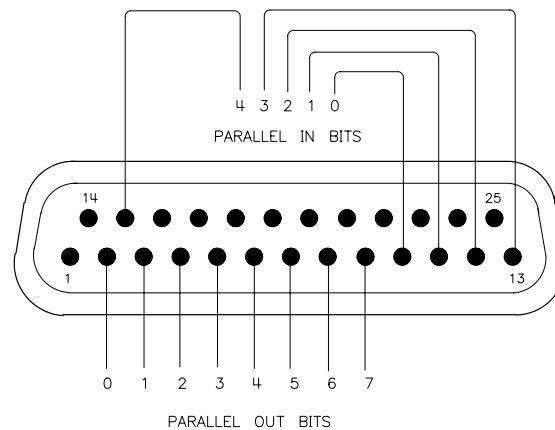 4 3 2 1 0
PARALLEL IN BITS
14 25
1 13
0 1 2 3 4 5 6 7
PARALLEL OUT BITS